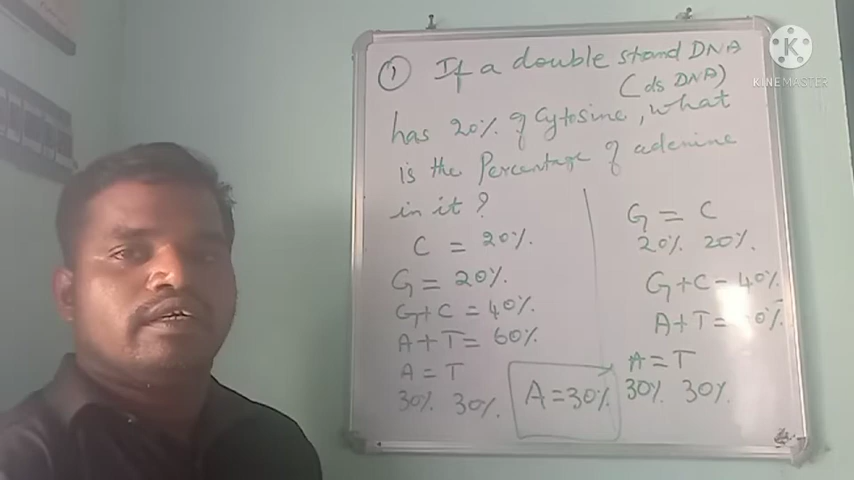 ① If a double strand DNA
(ds DNA)
has 20% of Cytosine, what
is the Percentage of adenine
in it?
C = 20%.
G = 20%.
G+C = 40%.
A+T = 60%
A = T
30%. 30%.
A = 30%.
G = C
20%. 20%.
G+C = 40%.
A+T = 0%.
A = T
30%. 30%.
K
KINEMASTER